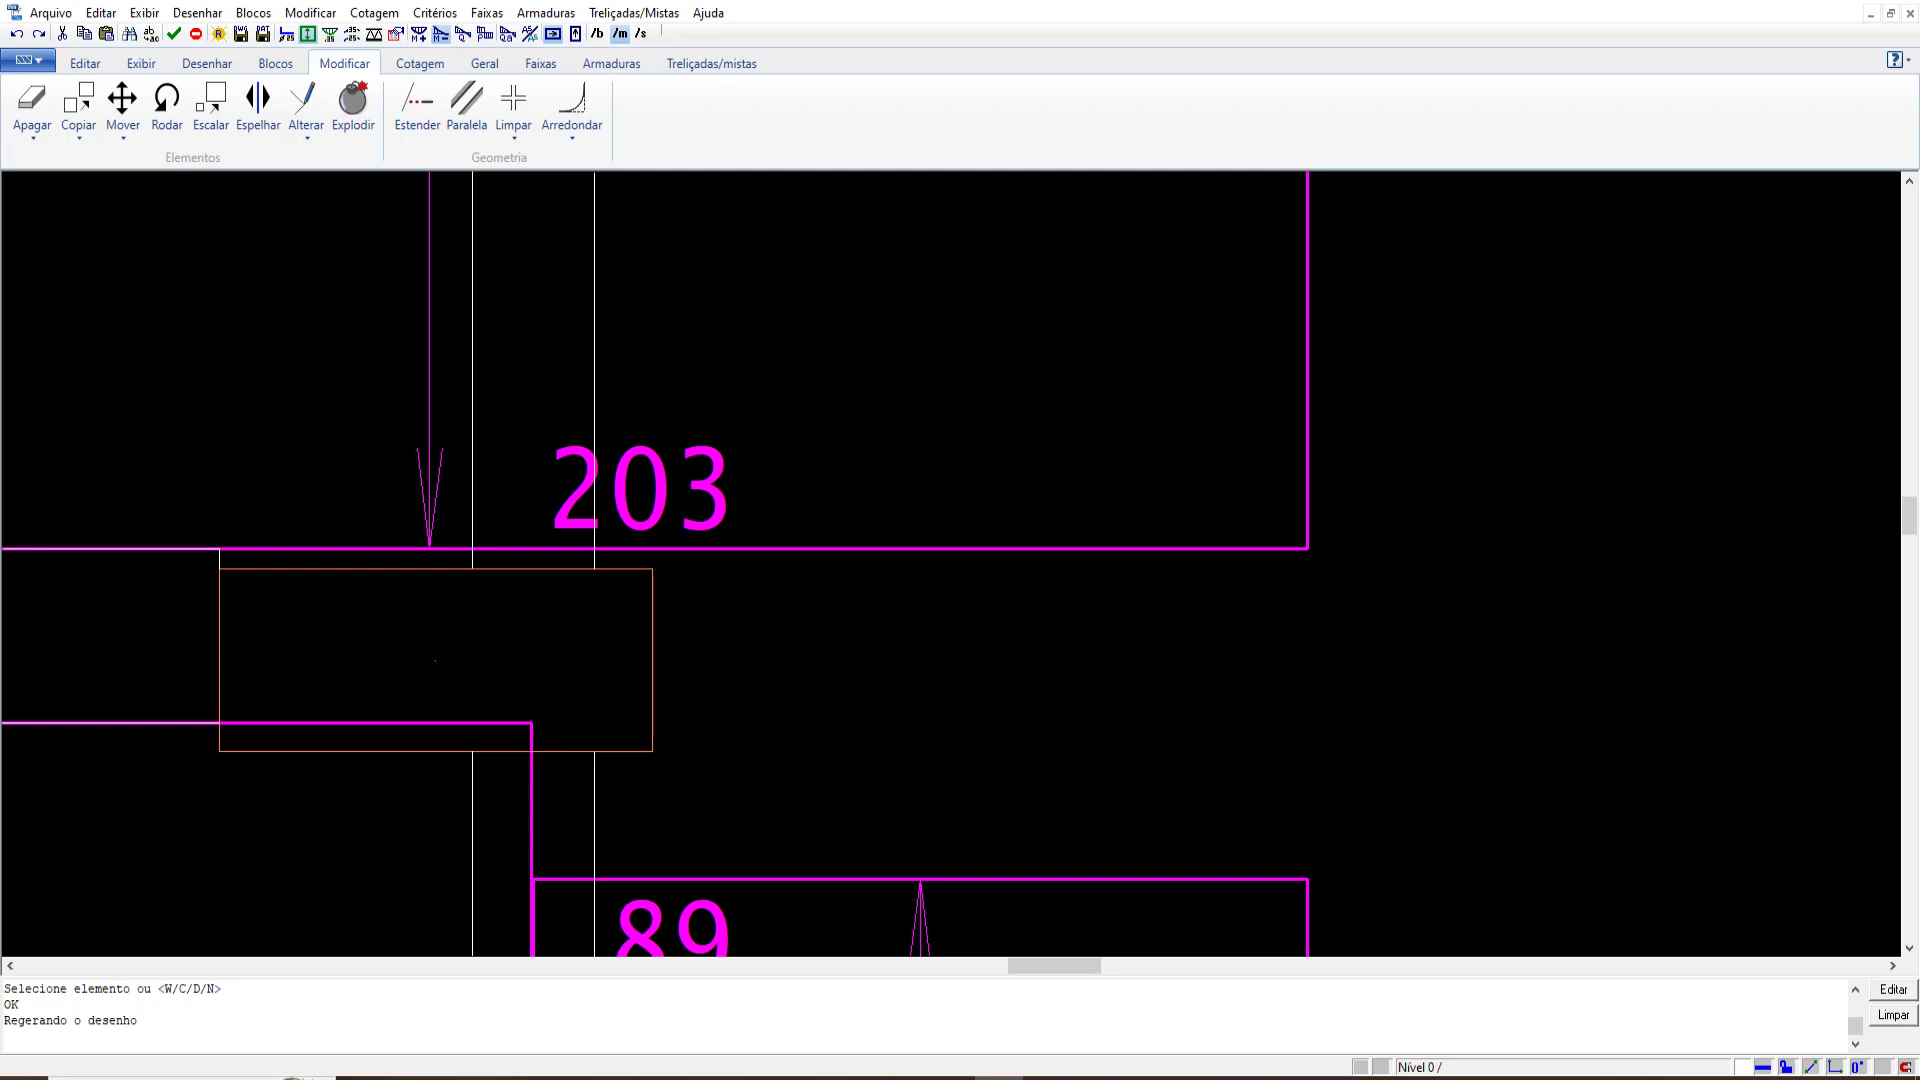 Arquivo Editar Exibir Desenhar Blocos Modificar Cotagem Critérios Faixas Armaduras Treliçadas/Mistas Ajuda
/b /m /s
Editar Exibir Desenhar Blocos Modificar Cotagem Geral Faixas Armaduras Treliçadas/mistas
Apagar Copiar Mover Rodar Escalar Espelhar Alterar Explodir Estender Paralela Limpar Arredondar
Elementos Geometria
203
89
Selecione elemento ou <W/C/D/N>
OK
Regerando o desenho
Editar
Limpar
Nível 0 /